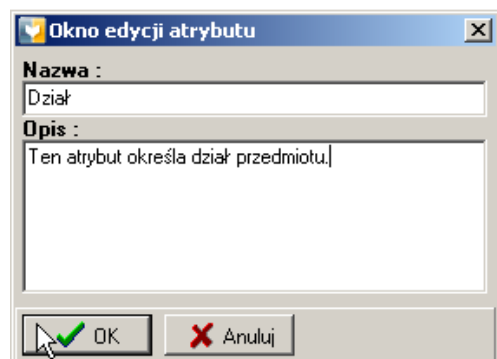 Okno edycji atrybutu
Nazwa :
Dział
Opis :
Ten atrybut określa dział przedmiotu.
OK Anuluj